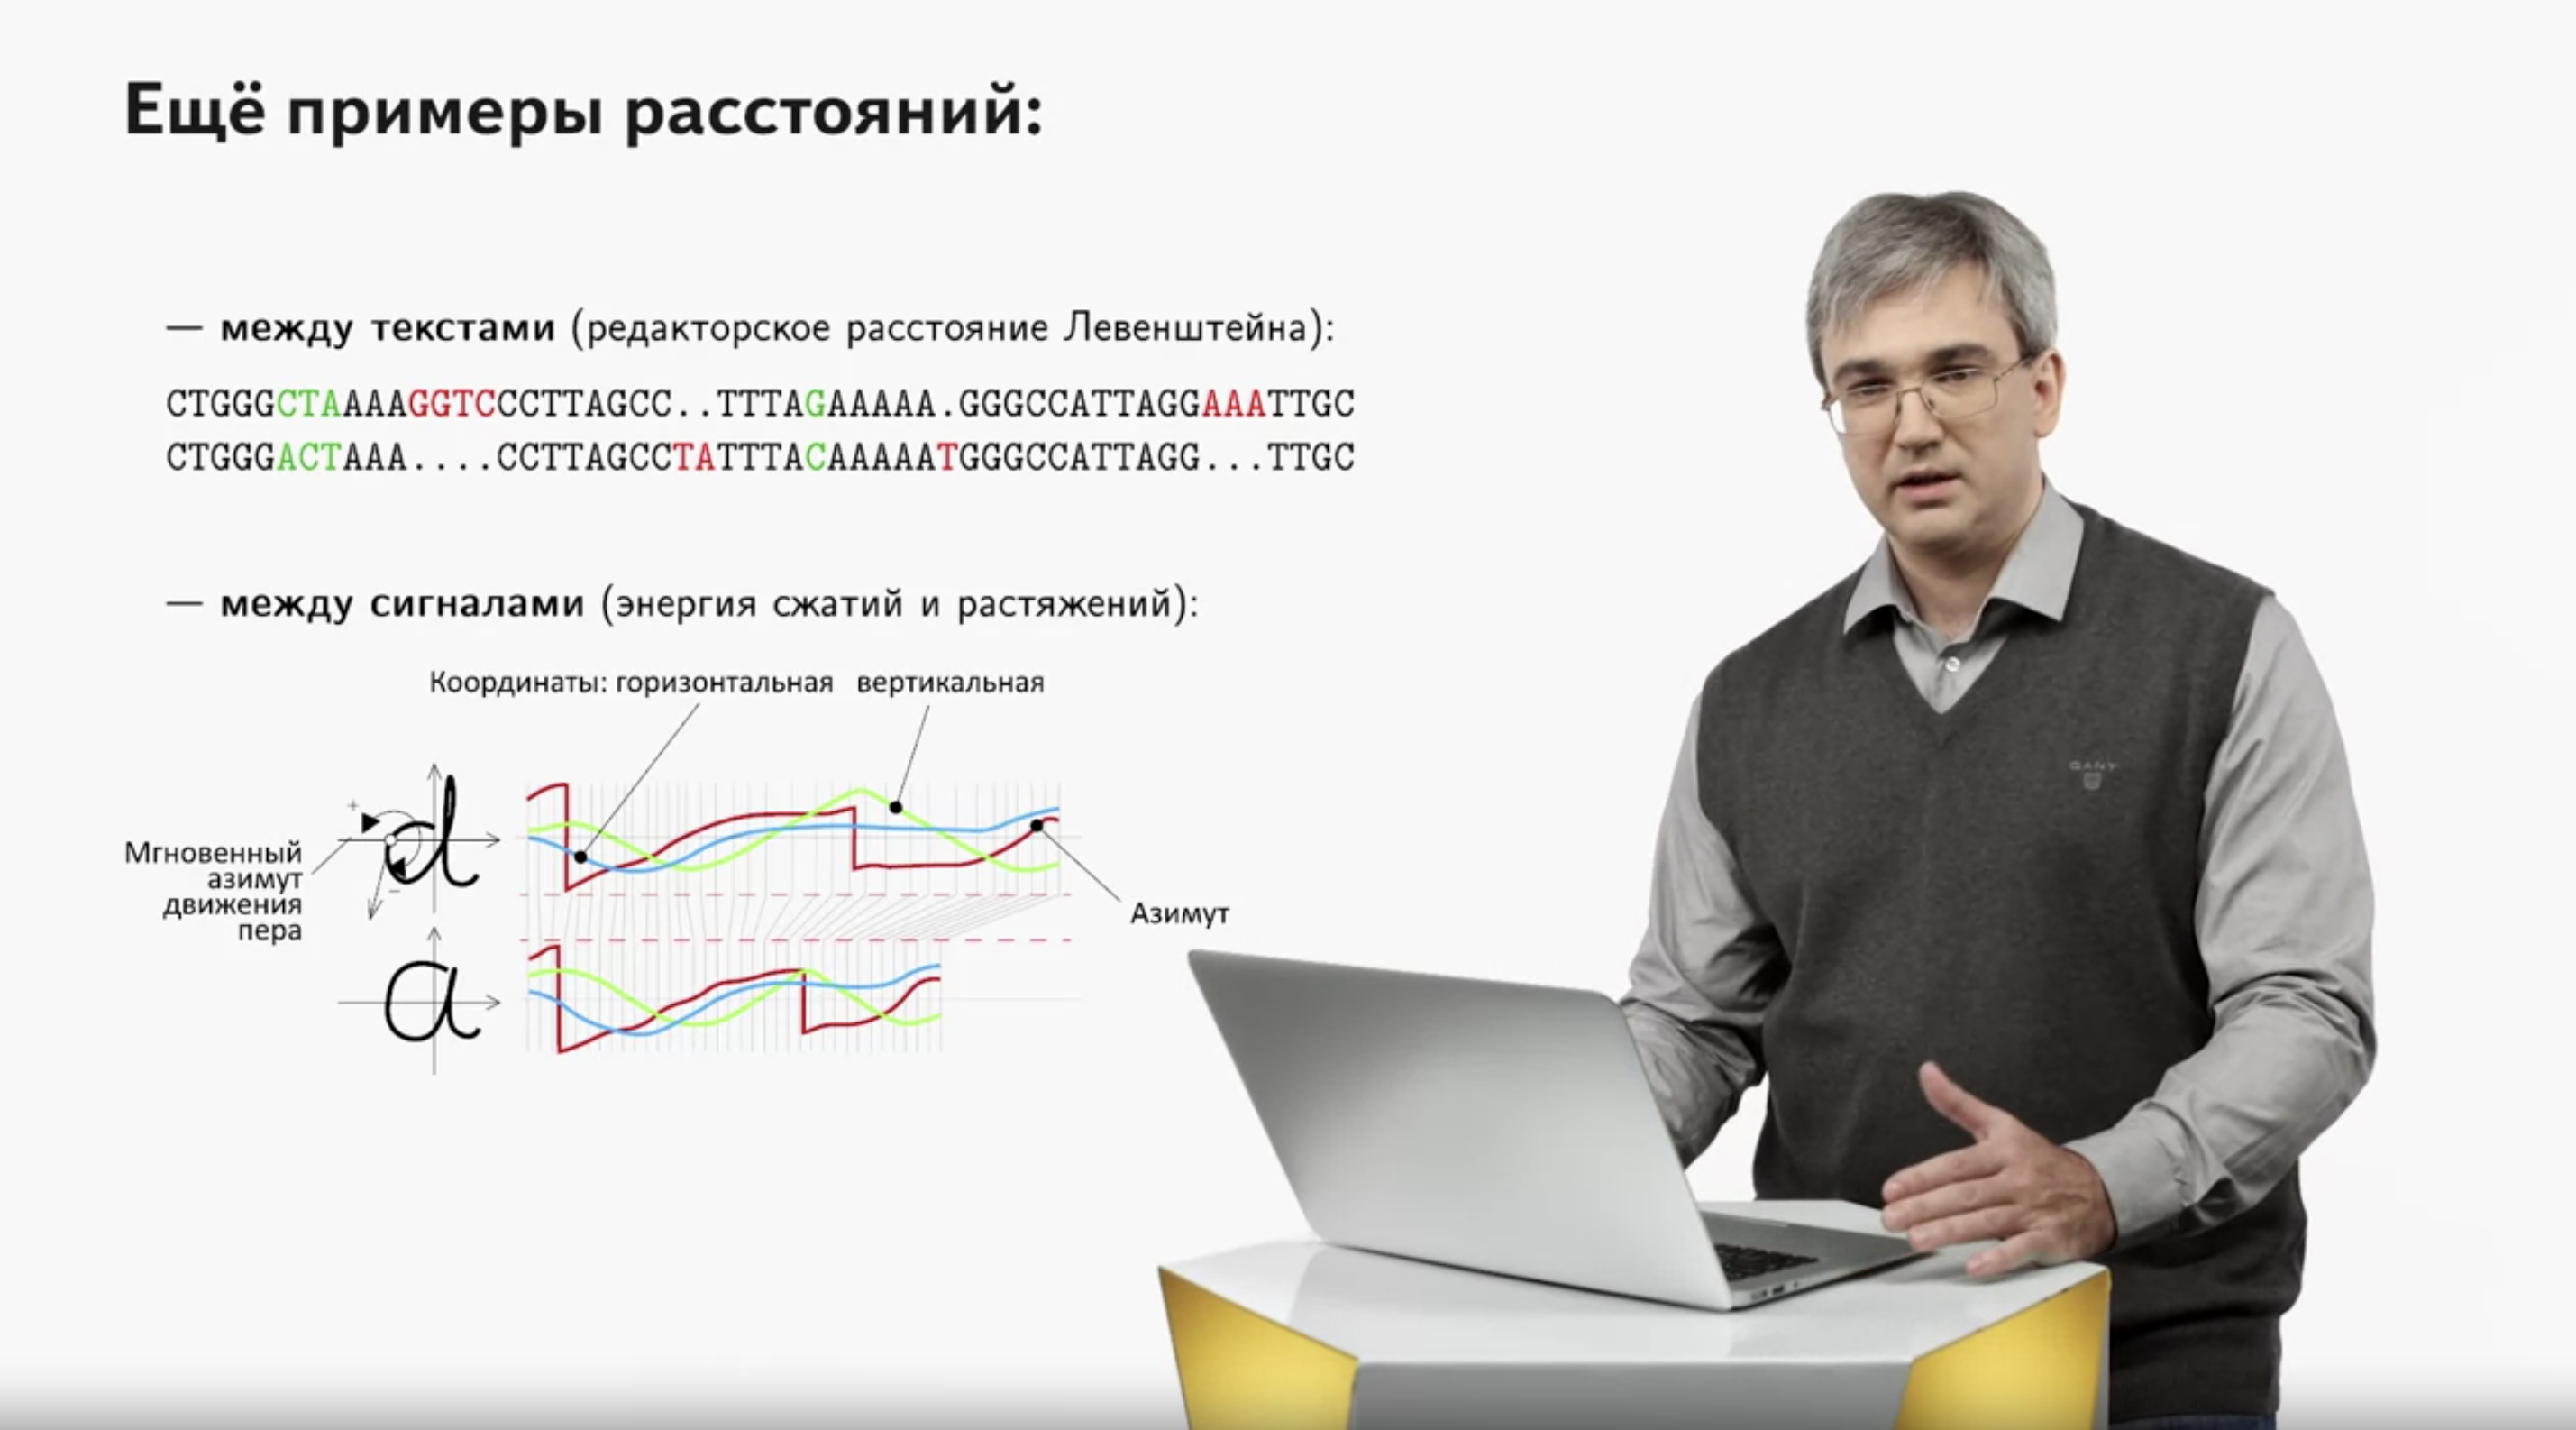 Ещё примеры расстояний:
— между текстами (редакторское расстояние Левенштейна):
CTGGGCTAAAAGGTCCCCTTAGCC..TTTAGAAAAA.GGGCCATTAGGAAATTGC
CTGGGACTAAA....CCTTAGCCTATTTACAAAAATGGGCCATTAGG...TTGC
— между сигналами (энергия сжатий и растяжений):
Координаты: горизонтальная вертикальная
Мгновенный
азимут
движения
пера
+
−
Азимут
d
a
GANT